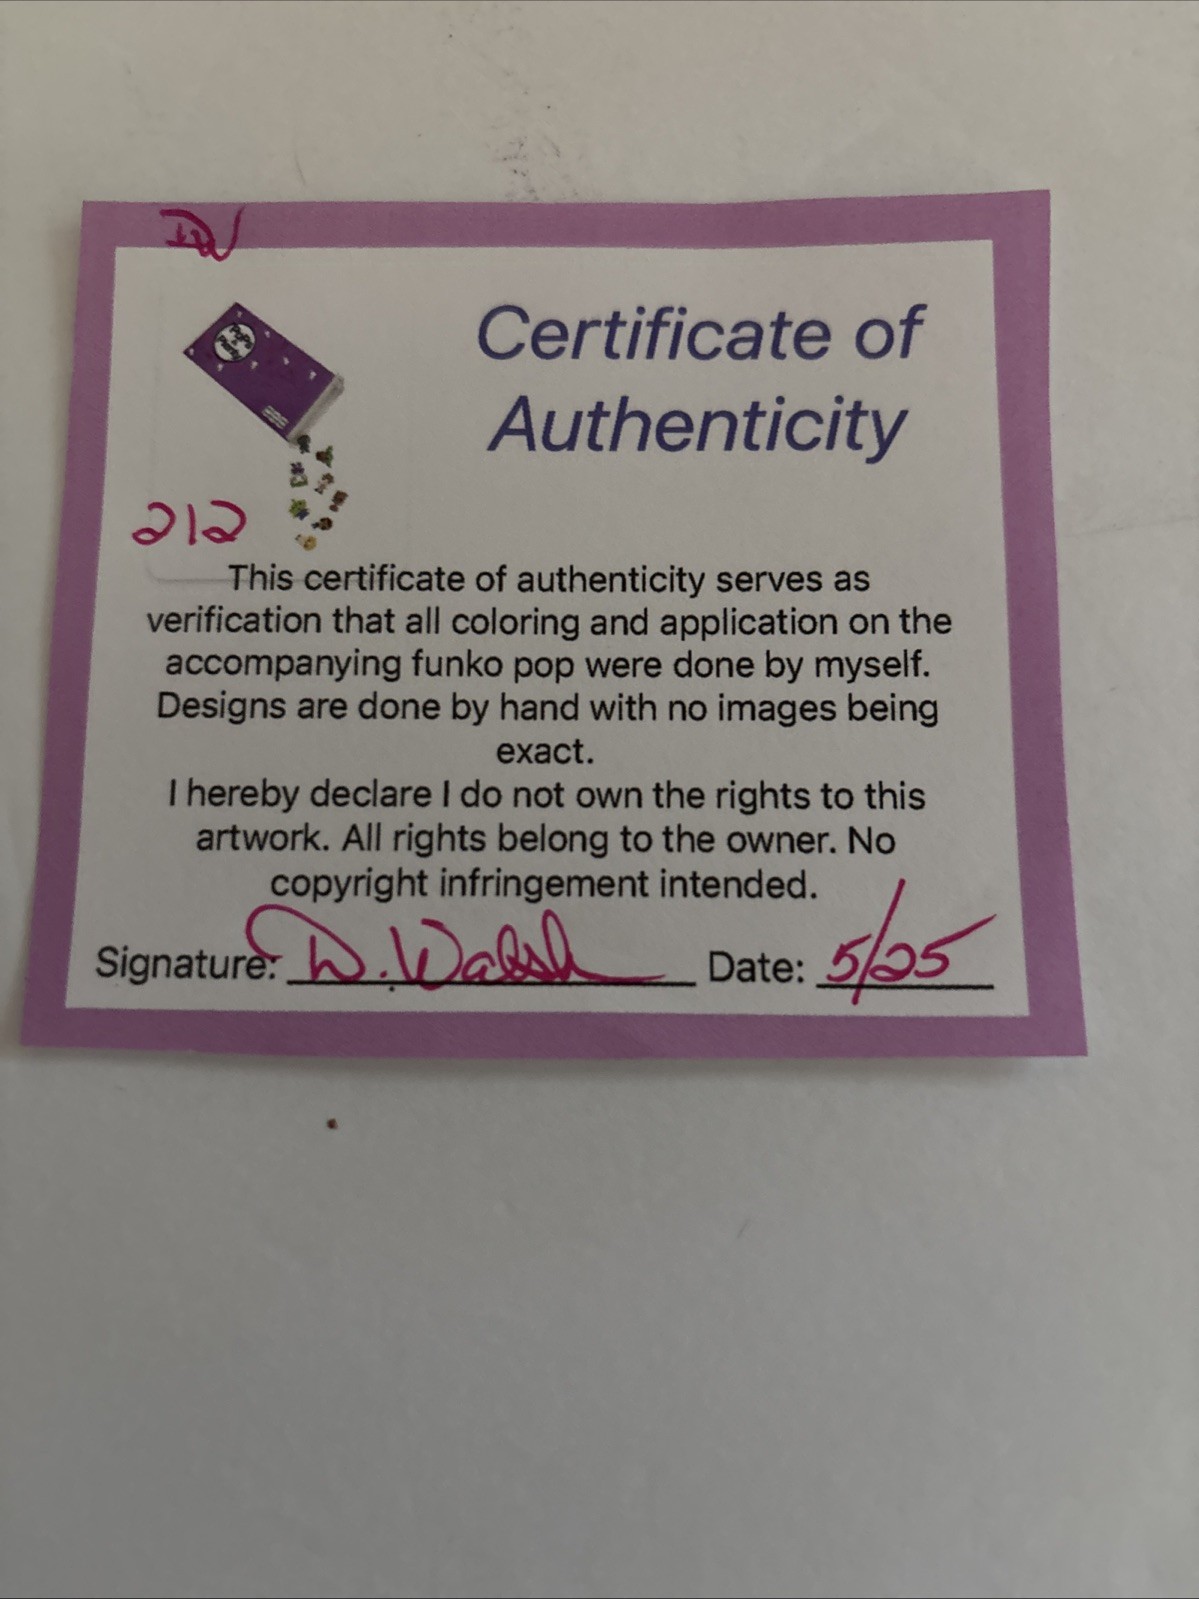 DW
Certificate of
Authenticity
212
This certificate of authenticity serves as
verification that all coloring and application on the
accompanying funko pop were done by myself.
Designs are done by hand with no images being
exact.
I hereby declare I do not own the rights to this
artwork. All rights belong to the owner. No
copyright infringement intended.
Signature: D. Walsh Date: 5/25